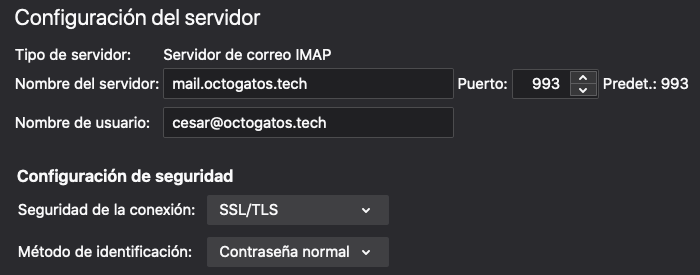 Configuración del servidor
Tipo de servidor: Servidor de correo IMAP
Nombre del servidor: mail.octogatos.tech Puerto: 993 Predet.: 993
Nombre de usuario: cesar@octogatos.tech
Configuración de seguridad
Seguridad de la conexión: SSL/TLS
Método de identificación: Contraseña normal